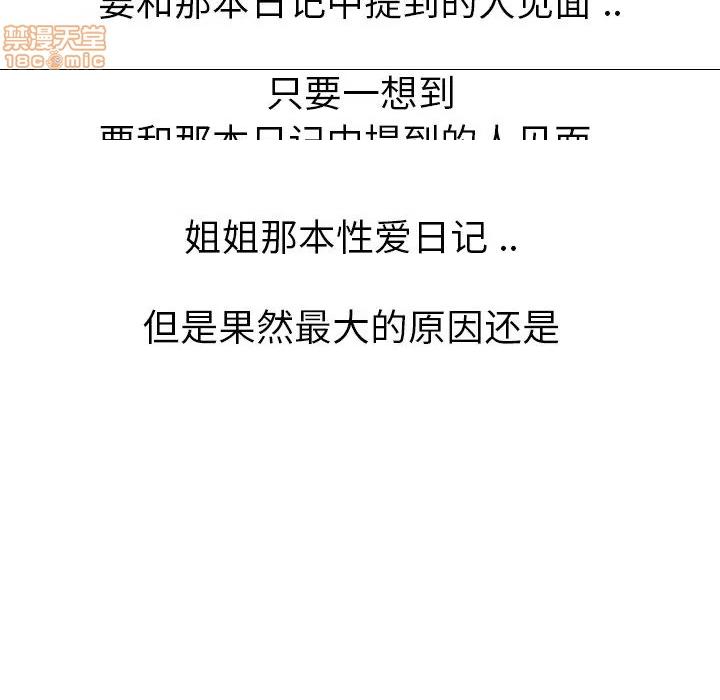 要和那本日记中提到的人见面 ..
禁漫天堂
18comic
只要一想到
要和那本日记中提到的人见面
姐姐那本性爱日记 ..
但是果然最大的原因还是